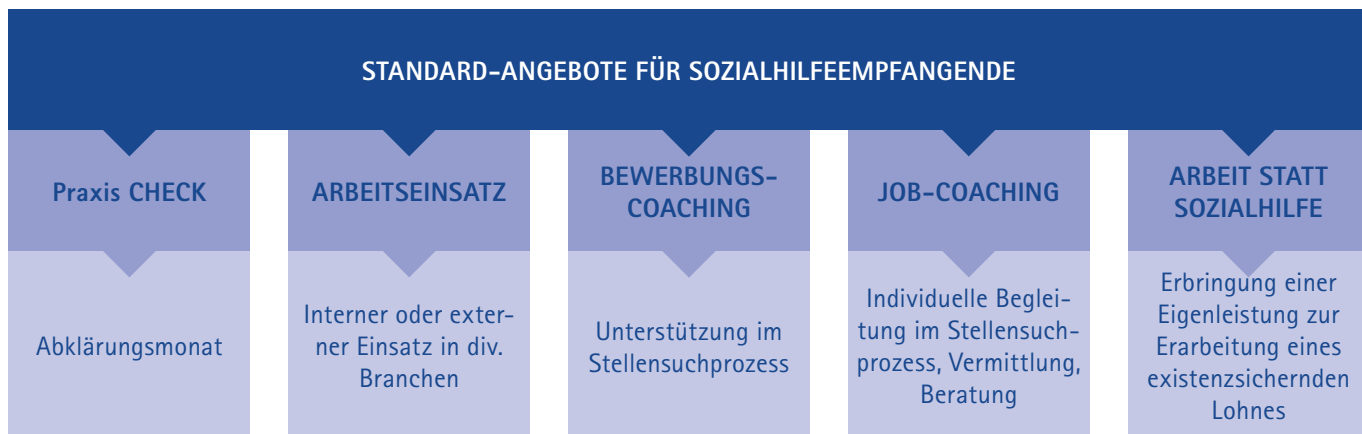 STANDARD-ANGEBOTE FÜR SOZIALHILFEEMPFANGENDE
Praxis CHECK
Abklärungsmonat
ARBEITSEINSATZ
Interner oder exter-
ner Einsatz in div.
Branchen
BEWERBUNGS-
COACHING
Unterstützung im
Stellensuchprozess
JOB-COACHING
Individuelle Beglei-
tung im Stellensuch-
prozess, Vermittlung,
Beratung
ARBEIT STATT
SOZIALHILFE
Erbringung einer
Eigenleistung zur
Erarbeitung eines
existenzsichernden
Lohnes